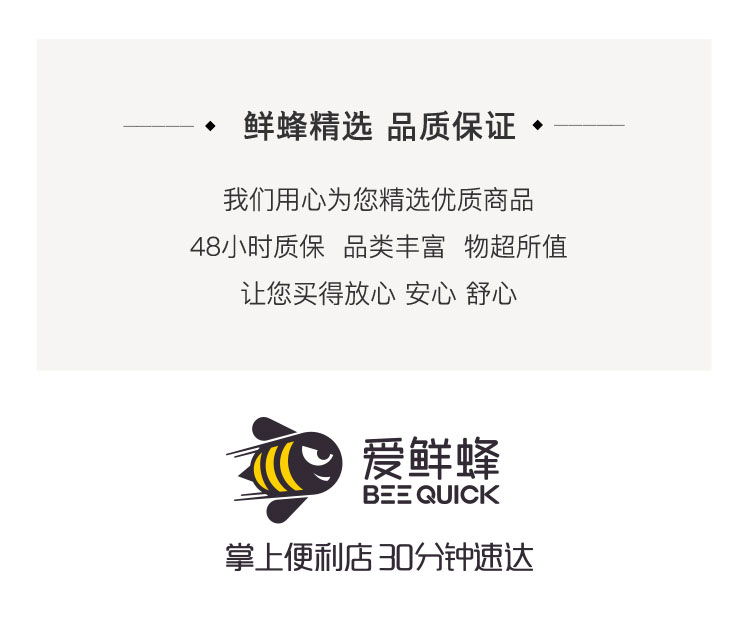 鲜蜂精选 品质保证
我们用心为您精选优质商品
48小时质保 品类丰富 物超所值
让您买得放心 安心 舒心
爱鲜蜂
BEE QUICK
掌上便利店 30分钟速达